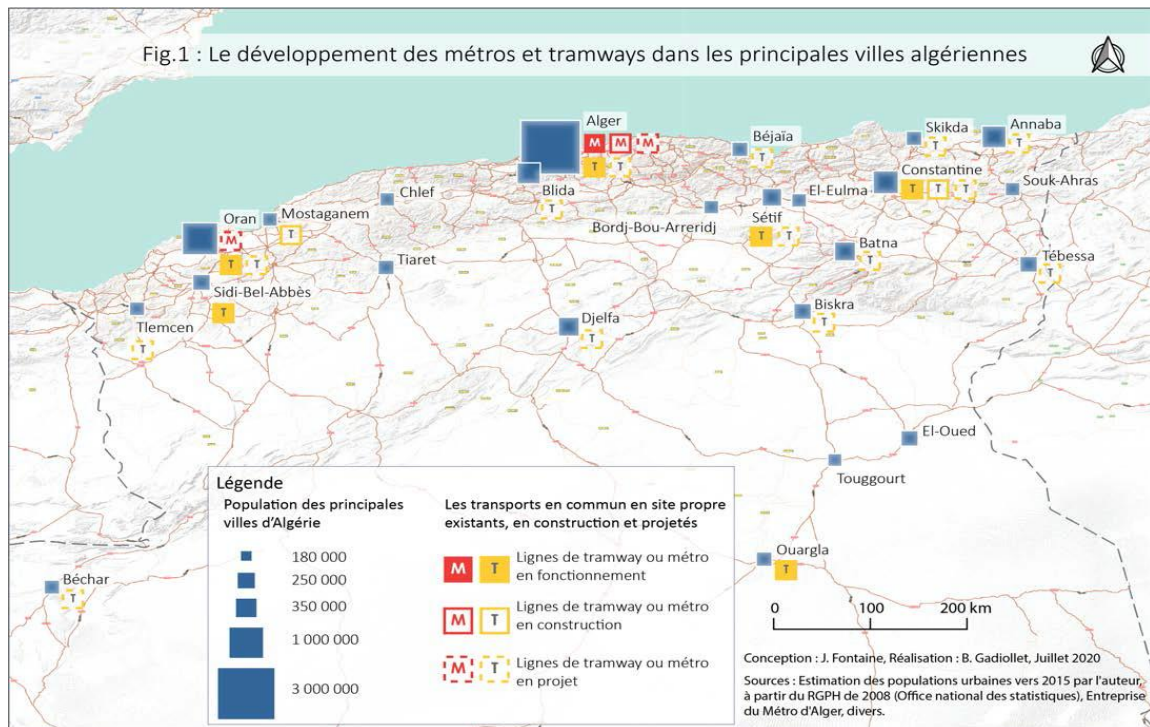 Fig.1 : Le développement des métros et tramways dans les principales villes algériennes
Alger
M M M
T T
Blida
T
Béjaïa
T
Skikda
T
Annaba
T
Constantine
T T T
Souk-Ahras
El-Eulma
Sétif
T T
Bordj-Bou-Arreridj
Batna
T
Tébessa
T
Chlef
Mostaganem
T
Oran
M
T T
Tiaret
Sidi-Bel-Abbès
T
Tlemcen
T
Djelfa
T
Biskra
T
El-Oued
Touggourt
Ouargla
T
Béchar
T
Légende
Population des principales
villes d'Algérie
180 000
250 000
350 000
1 000 000
3 000 000
Les transports en commun en site propre
existants, en construction et projetés
M T Lignes de tramway ou métro
en fonctionnement
M T Lignes de tramway ou métro
en construction
M T Lignes de tramway ou métro
en projet
0 100 200 km
Conception : J. Fontaine, Réalisation : B. Gadiollet, Juillet 2020
Sources : Estimation des populations urbaines vers 2015 par l'auteur,
à partir du RGPH de 2008 (Office national des statistiques), Entreprise
du Métro d'Alger, divers.